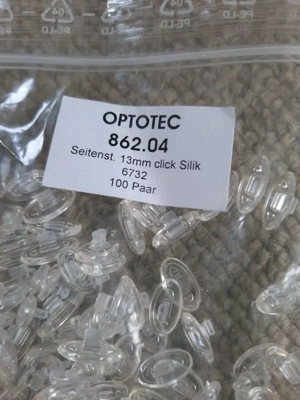 OPTOTEC
862.04
Seitenst. 13mm click Silik
6732
100 Paar